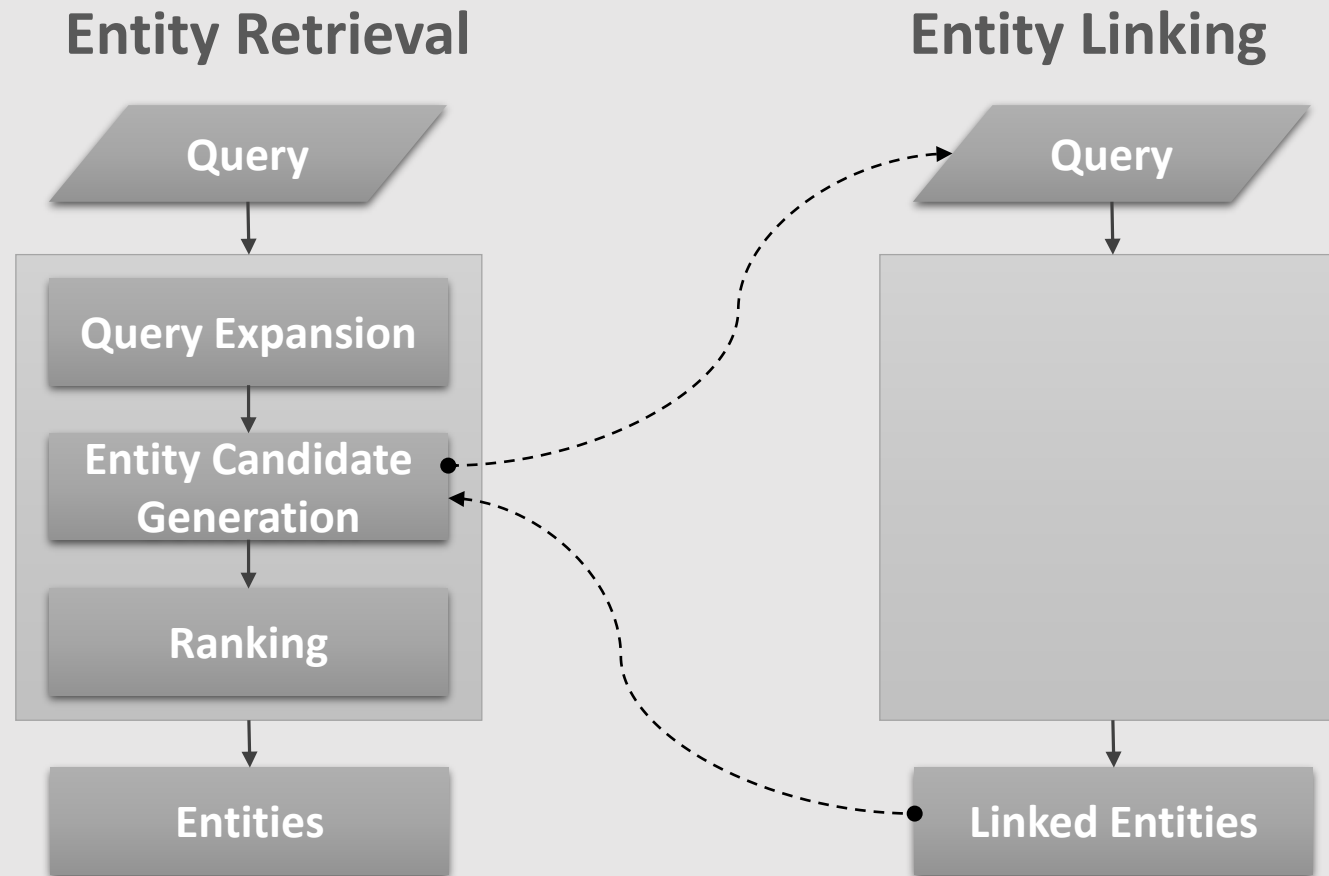 Entity Retrieval
Query
Query Expansion
Entity Candidate
Generation
Ranking
Entities
Entity Linking
Query
Linked Entities